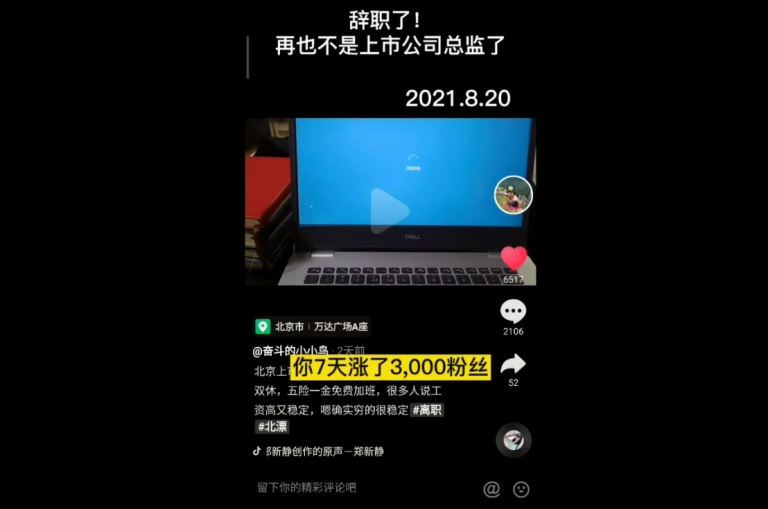 辞职了!
再也不是上市公司总监了
2021.8.20
DELL
6517
2106
北京市 | 万达广场A座
@奋斗的小小鸟 · 2天前
你7天涨了3,000粉丝
北京上
双休，五险一金免费加班，很多人说工
52
资高又稳定，嗯确实穷的很稳定 #离职
#北漂
新静创作的原声－郑新静
留下你的精彩评论吧
@